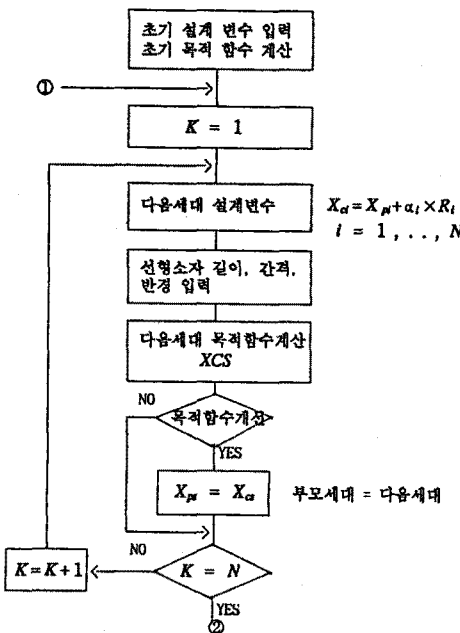 초기 설계 변수 입력
초기 목적 함수 계산
①
K = 1
다음세대 설계변수
X_ci = X_pi + α_i × R_i
i = 1 , . . , N
선형소자 길이, 간격,
반경 입력
다음세대 목적함수계산
XCS
NO
목적함수개선
YES
X_ps = X_cs
부모세대 = 다음세대
NO
K = K + 1
K = N
YES
②